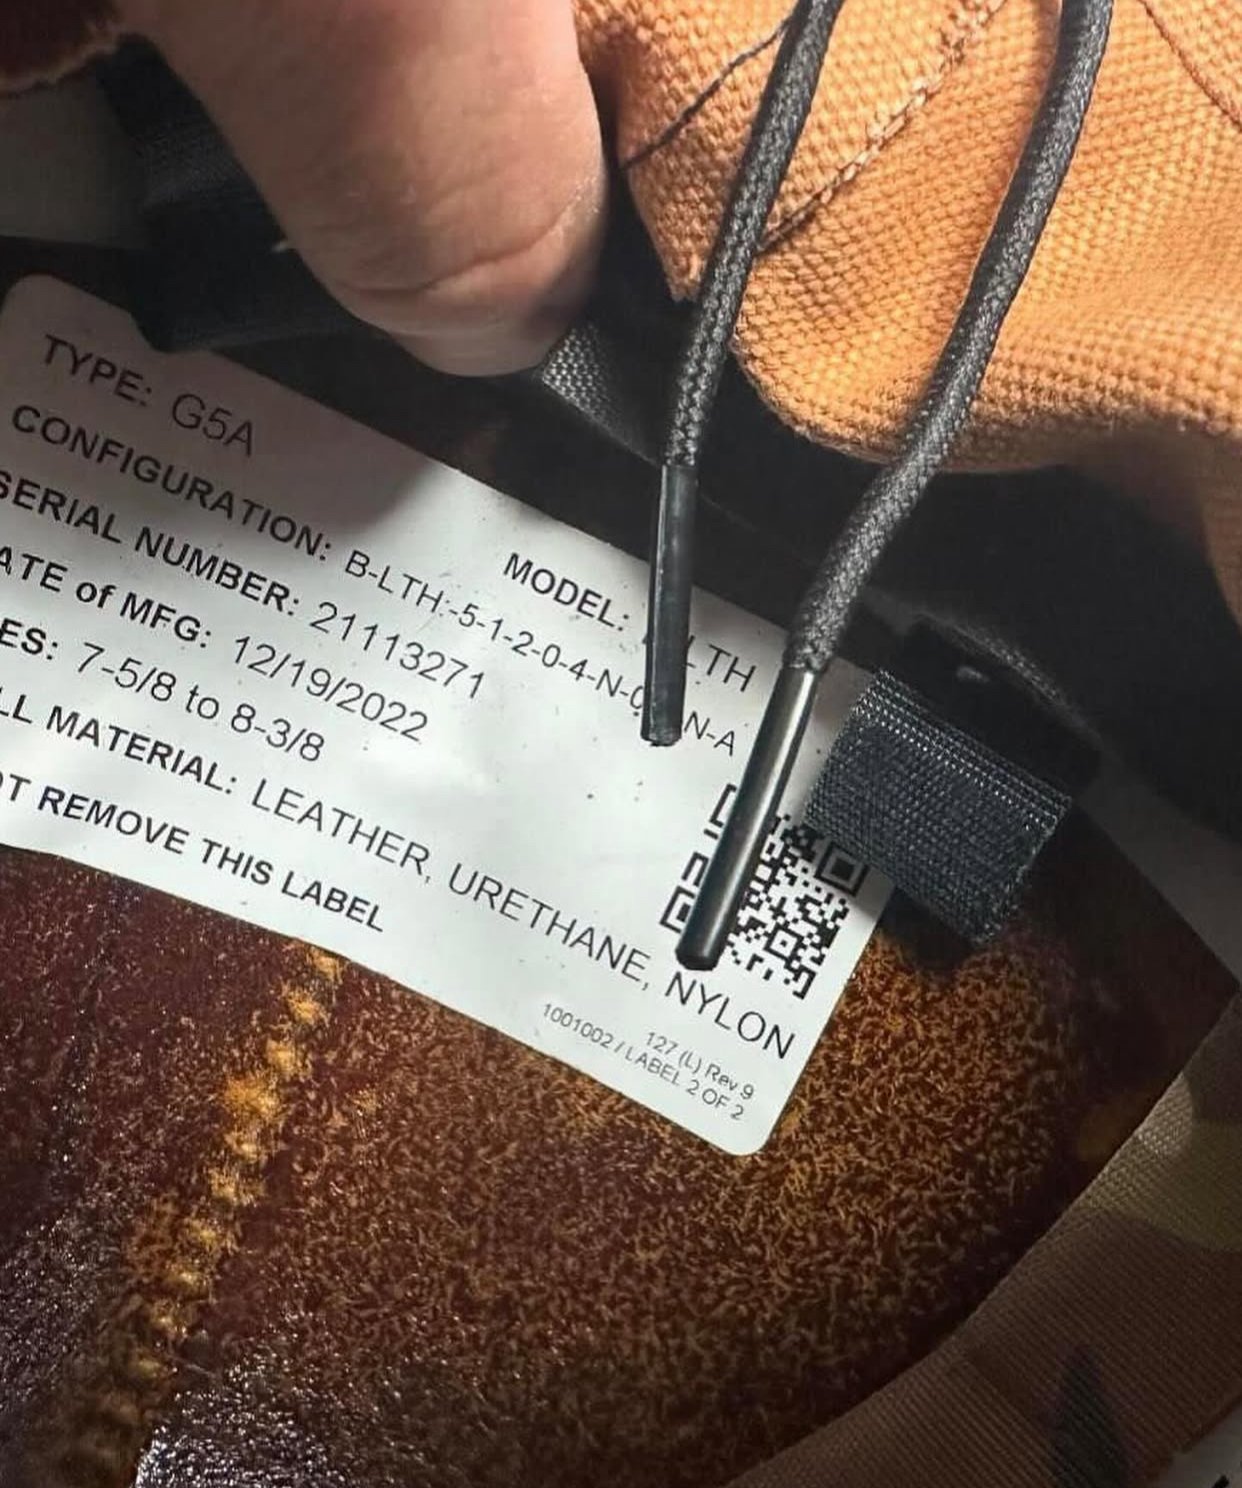 TYPE: G5A
MODEL: LTH
CONFIGURATION: B-LTH:-5-1-2-0-4-N-0 N-A
SERIAL NUMBER: 21113271
ATE of MFG: 12/19/2022
ES: 7-5/8 to 8-3/8
LL MATERIAL: LEATHER, URETHANE, NYLON
OT REMOVE THIS LABEL
127 (L) Rev 9
1001002 / LABEL 2 OF 2